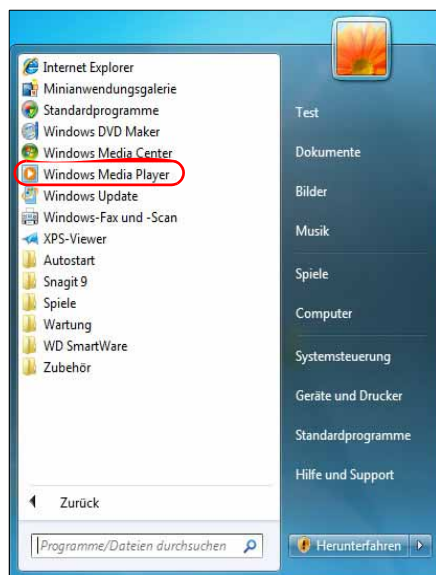 Internet Explorer
Minianwendungsgalerie
Standardprogramme
Windows DVD Maker
Windows Media Center
Windows Media Player
Windows Update
Windows-Fax und -Scan
XPS-Viewer
Autostart
Snagit 9
Spiele
Wartung
WD SmartWare
Zubehör
Zurück
Programme/Dateien durchsuchen
Test
Dokumente
Bilder
Musik
Spiele
Computer
Systemsteuerung
Geräte und Drucker
Standardprogramme
Hilfe und Support
Herunterfahren